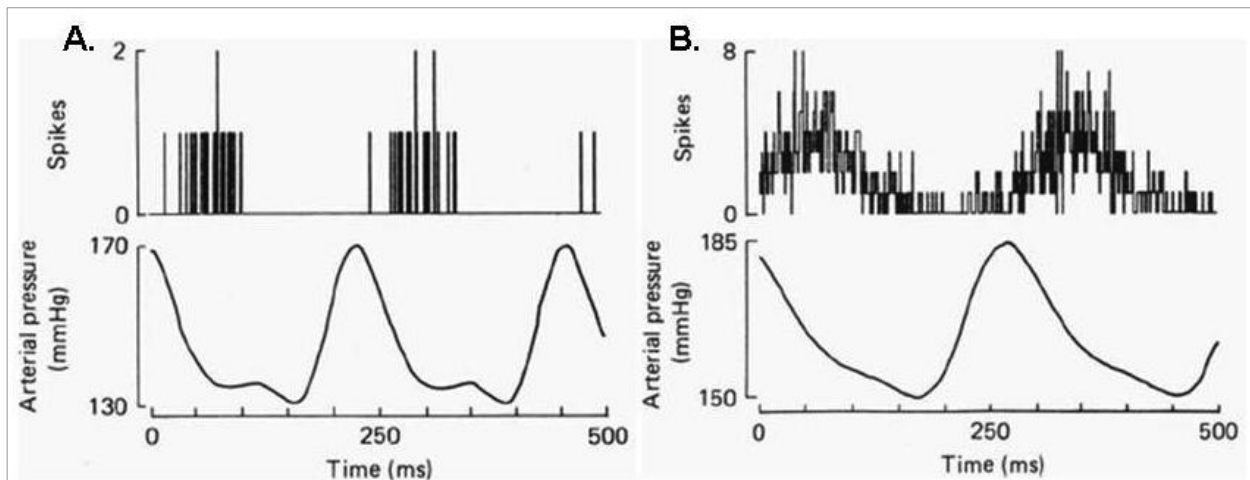 A.
2
Spikes
0
170
Arterial pressure
(mmHg)
130
0 250 500
Time (ms)
B.
8
Spikes
0
185
Arterial pressure
(mmHg)
150
0 250 500
Time (ms)